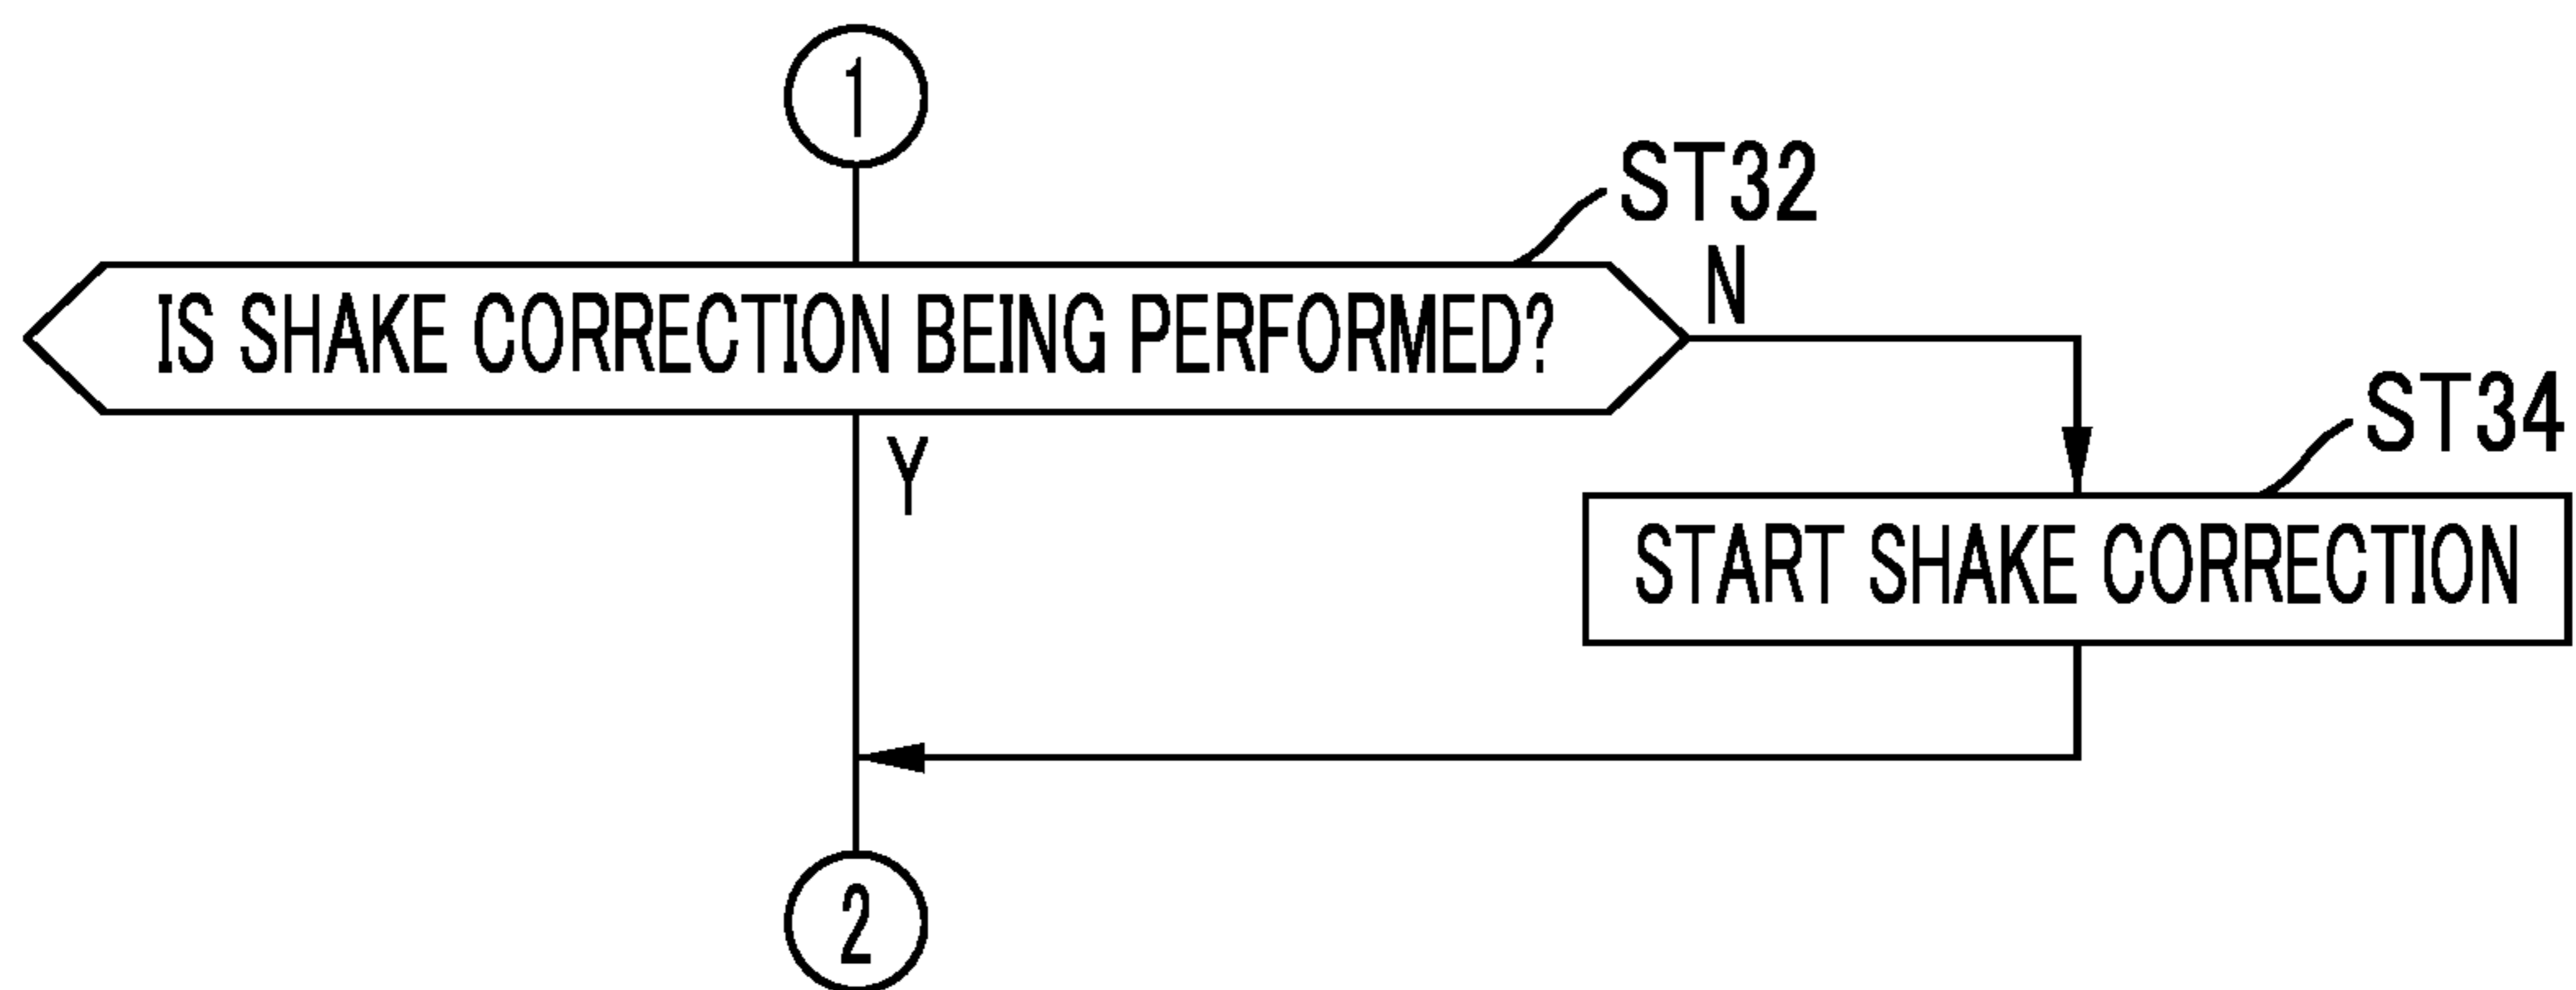 1
ST32
IS SHAKE CORRECTION BEING PERFORMED?
N
Y
ST34
START SHAKE CORRECTION
2